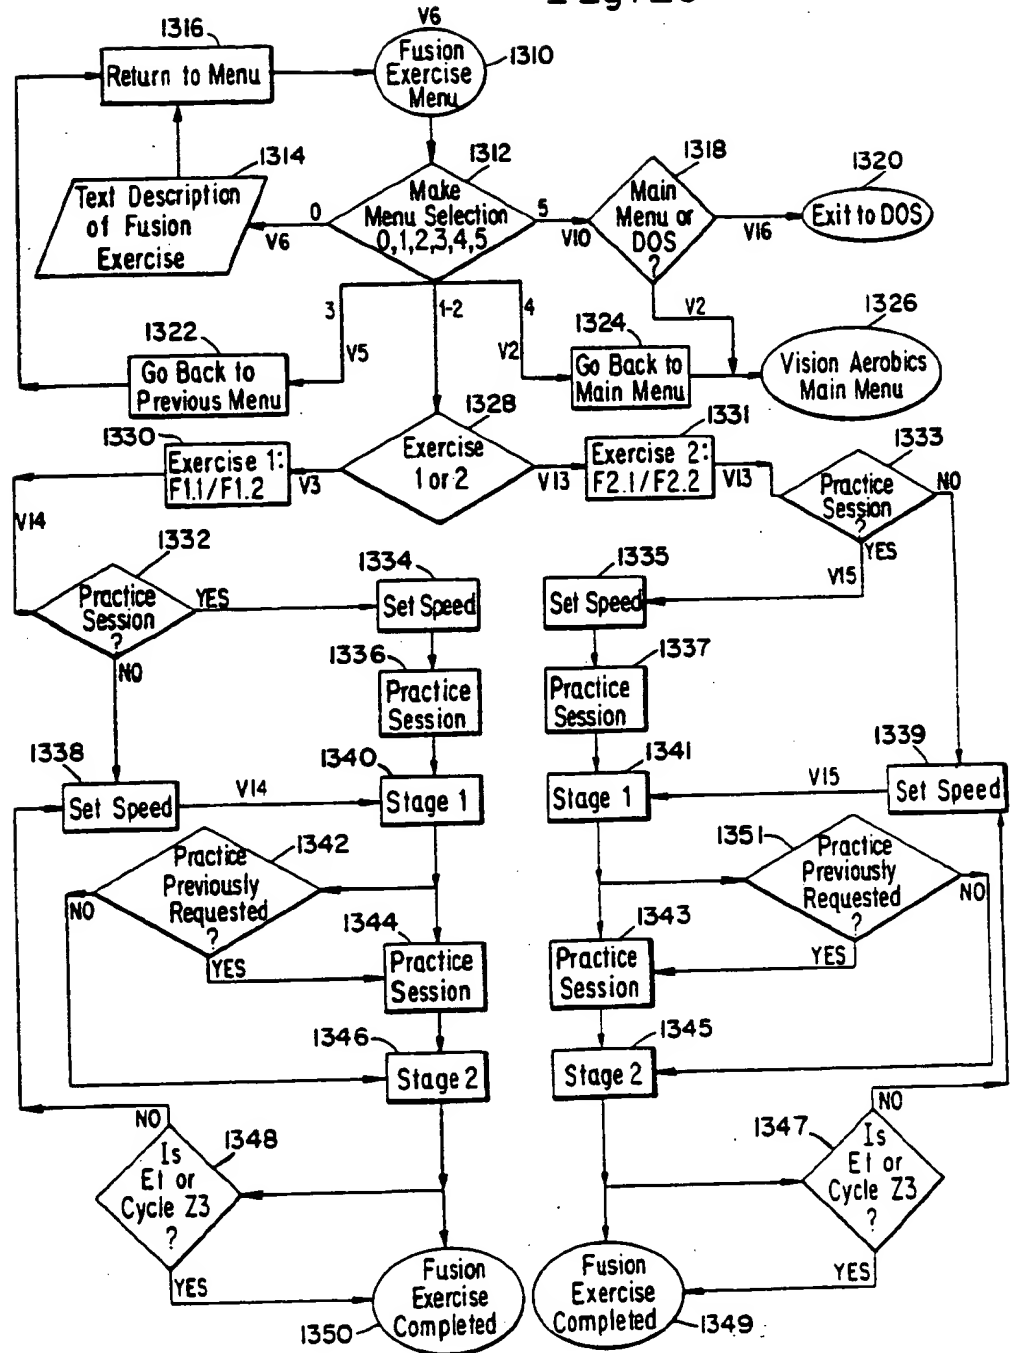 V6
1316
Return to Menu
Fusion
Exercise
Menu
1310
1314
Text Description
of Fusion
Exercise
0
V6
1312
Make
Menu Selection
0,1,2,3,4,5
5
V10
1318
Main
Menu or
DOS
?
V16
1320
Exit to DOS
3
V5
1-2
4
V2
V2
1322
Go Back to
Previous Menu
1324
Go Back to
Main Menu
1326
Vision Aerobics
Main Menu
1328
Exercise
1 or 2
1330
Exercise 1:
F1.1/F1.2
V3
V13
1331
Exercise 2:
F2.1/F2.2
V13
1333
Practice
Session
?
NO
YES
V15
V14
1332
Practice
Session
?
YES
NO
1334
Set Speed
1335
Set Speed
1336
Practice
Session
1337
Practice
Session
1338
Set Speed
V14
1340
Stage 1
1341
Stage 1
V15
1339
Set Speed
1342
Practice
Previously
Requested
?
NO
YES
1344
Practice
Session
1343
Practice
Session
1351
Practice
Previously
Requested
?
NO
YES
1346
Stage 2
1345
Stage 2
NO
1348
Is
Et or
Cycle Z3
?
YES
1347
NO
Is
Et or
Cycle Z3
?
YES
Fusion
Exercise
Completed
1350
Fusion
Exercise
Completed
1349